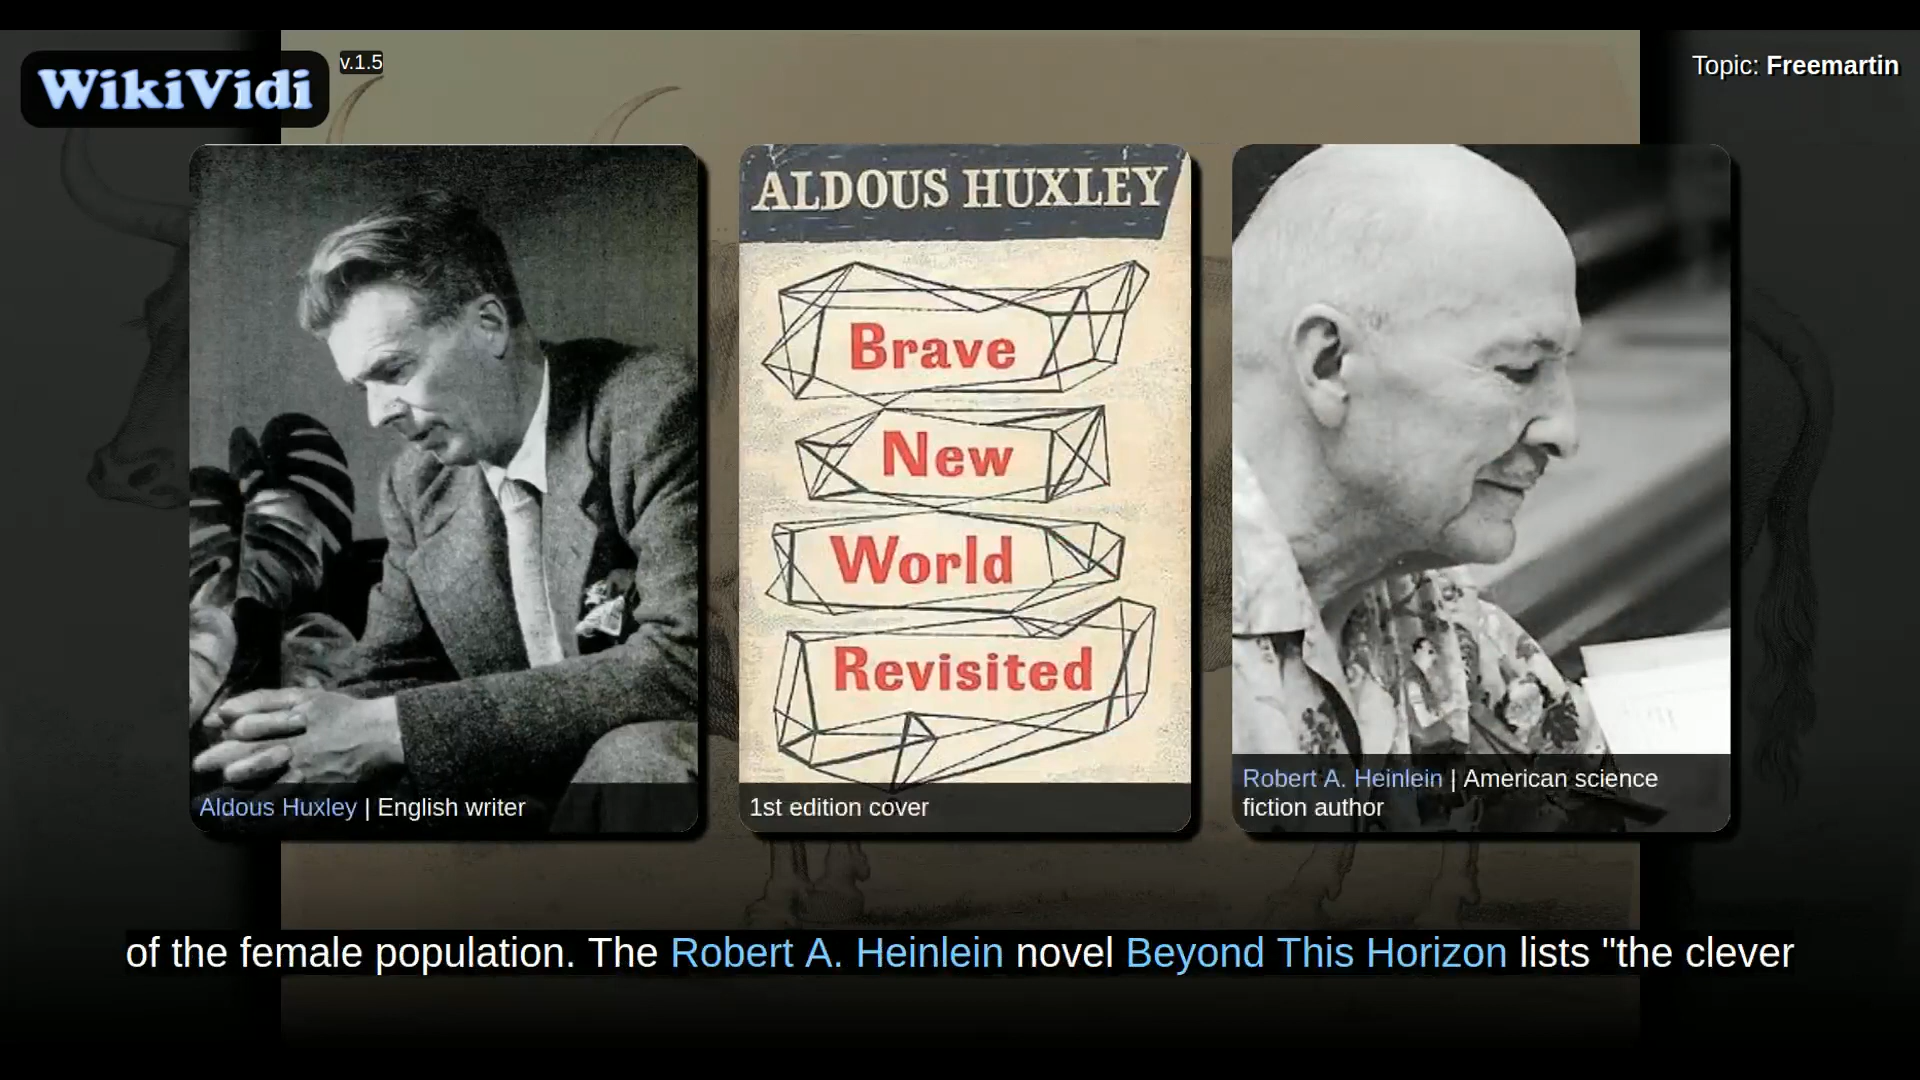 WikiVidi
v.1.5
Topic: Freemartin
ALDOUS HUXLEY
Brave
New
World
Revisited
Aldous Huxley | English writer
1st edition cover
Robert A. Heinlein | American science
fiction author
of the female population. The Robert A. Heinlein novel Beyond This Horizon lists "the clever